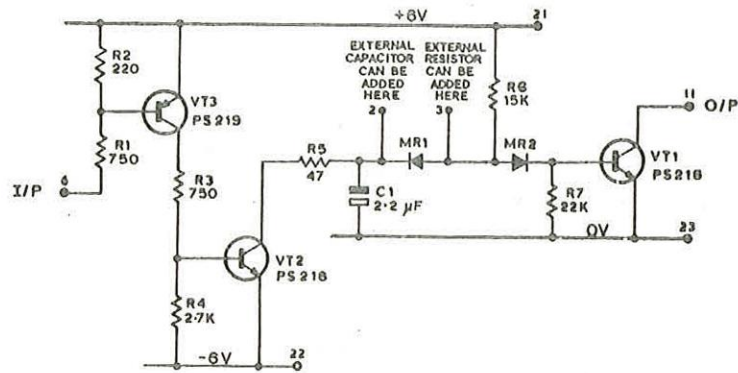 +6V
21
R2
220
VT3
PS219
R1
750
I/P
6
R3
750
R4
2.7K
-6V
22
VT2
PS218
R5
47
EXTERNAL
CAPACITOR
CAN BE
ADDED
HERE
2
EXTERNAL
RESISTOR
CAN BE
ADDED
HERE
3
C1
2·2 µF
MR1
R6
15K
MR2
R7
22K
0V
23
11
O/P
VT1
PS218